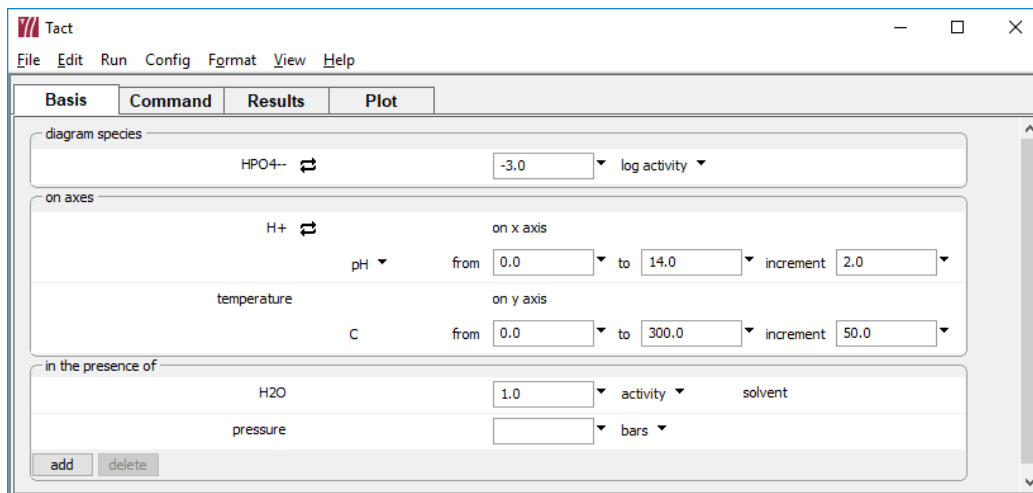 Tact
File Edit Run Config Format View Help
Basis Command Results Plot
diagram species
HPO4-- -3.0 log activity
on axes
H+ on x axis
pH from 0.0 to 14.0 increment 2.0
temperature on y axis
C from 0.0 to 300.0 increment 50.0
in the presence of
H2O 1.0 activity solvent
pressure bars
add delete